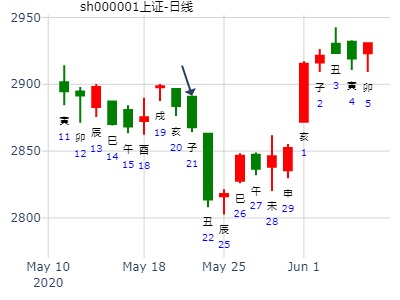 sh000001上证-日线
2950
2900
2850
2800
寅
11
卯
12
辰
13
巳
14
午
15
酉
18
戌
19
亥
20
子
21
丑
22
辰
25
巳
26
午
27
未
28
申
29
亥
1
子
2
丑
3
寅
4
卯
5
May 10
2020
May 18
May 25
Jun 1